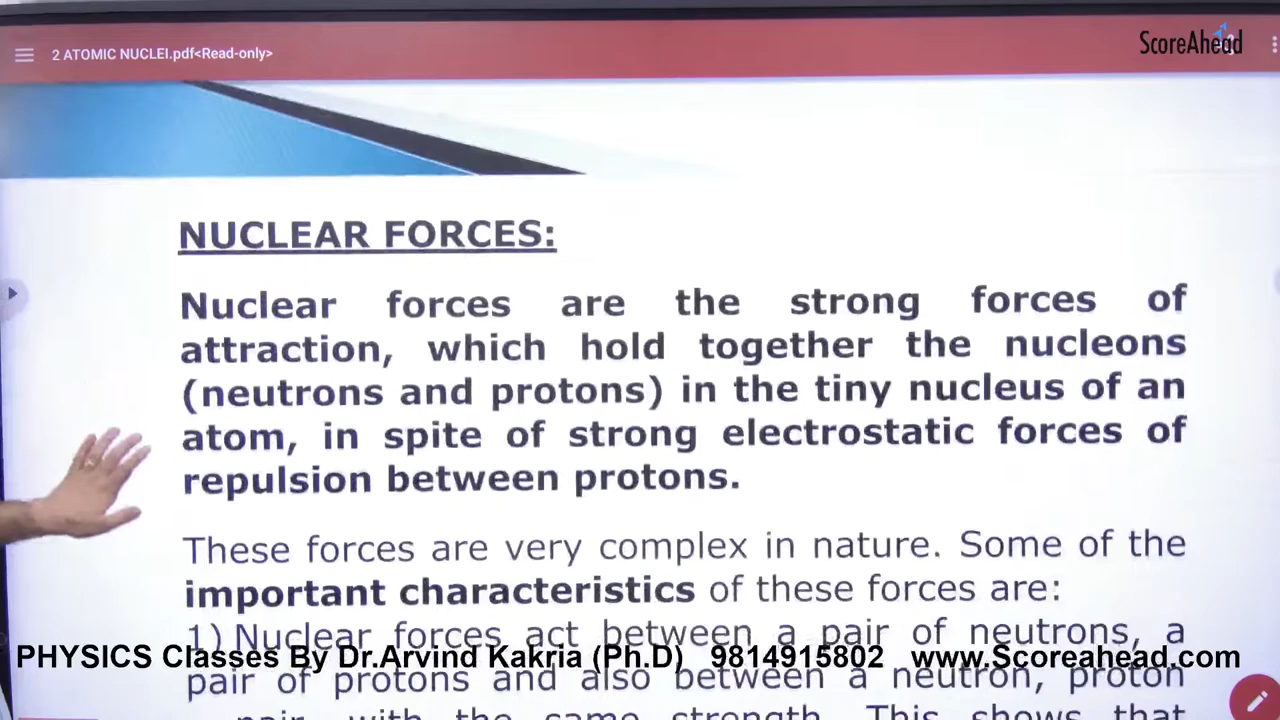 2 ATOMIC NUCLEI.pdf<Read-only>
ScoreAhead
NUCLEAR FORCES:
Nuclear forces are the strong forces of
attraction, which hold together the nucleons
(neutrons and protons) in the tiny nucleus of an
atom, in spite of strong electrostatic forces of
repulsion between protons.
These forces are very complex in nature. Some of the
important characteristics of these forces are:
1) Nuclear forces act between a pair of neutrons, a
PHYSICS Classes By Dr.Arvind Kakria (Ph.D) 9814915802 www.Scoreahead.com
pair of protons and also between a neutron, proton
pair, with the same strength. This shows that